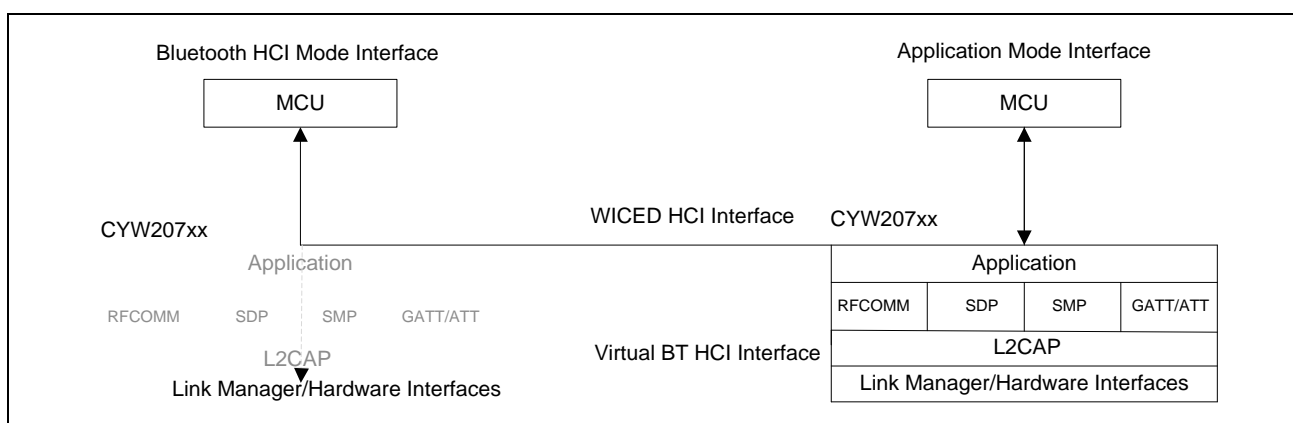 Bluetooth HCI Mode Interface
Application Mode Interface
MCU
MCU
WICED HCI Interface
CYW207xx
CYW207xx
Application
Application
RFCOMM SDP SMP GATT/ATT
RFCOMM SDP SMP GATT/ATT
L2CAP
Virtual BT HCI Interface
L2CAP
Link Manager/Hardware Interfaces
Link Manager/Hardware Interfaces